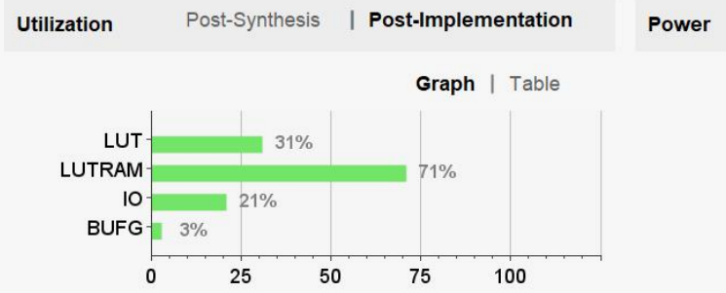 Utilization Post-Synthesis | Post-Implementation Power
Graph | Table
LUT 31%
LUTRAM 71%
IO 21%
BUFG 3%
0 25 50 75 100